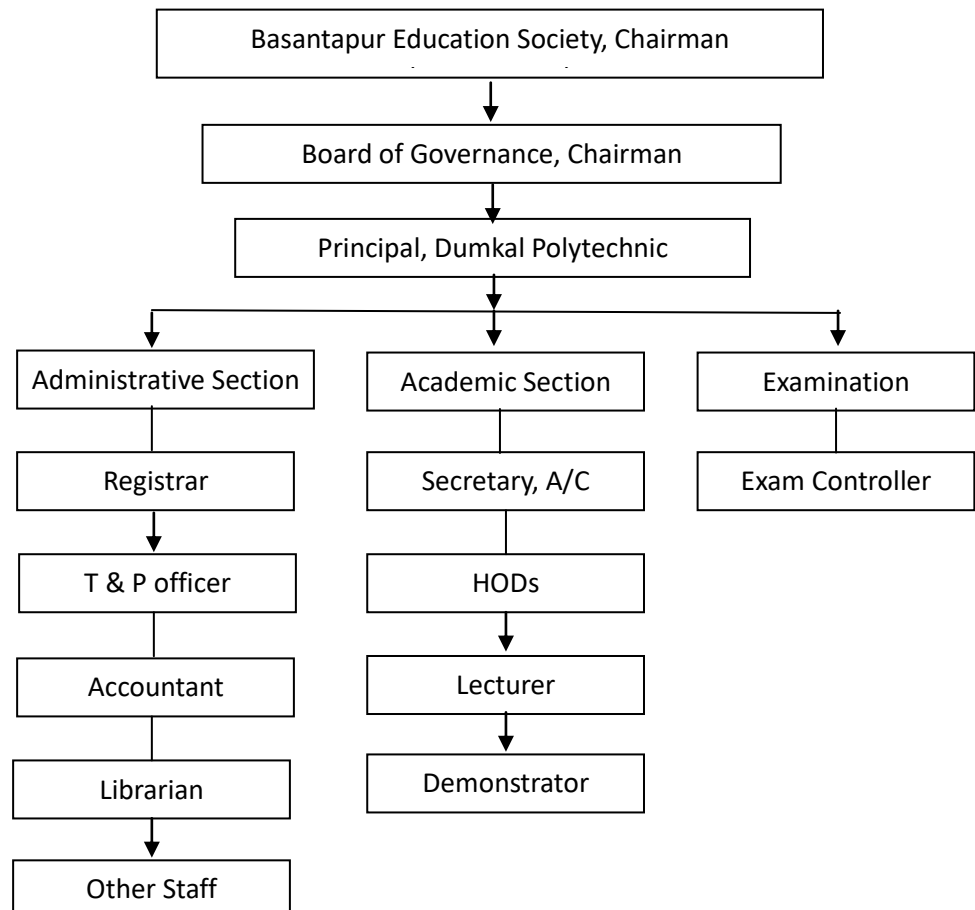 Basantapur Education Society, Chairman
Board of Governance, Chairman
Principal, Dumkal Polytechnic
Administrative Section
Academic Section
Examination
Registrar
Secretary, A/C
Exam Controller
T & P officer
HODs
Accountant
Lecturer
Librarian
Demonstrator
Other Staff